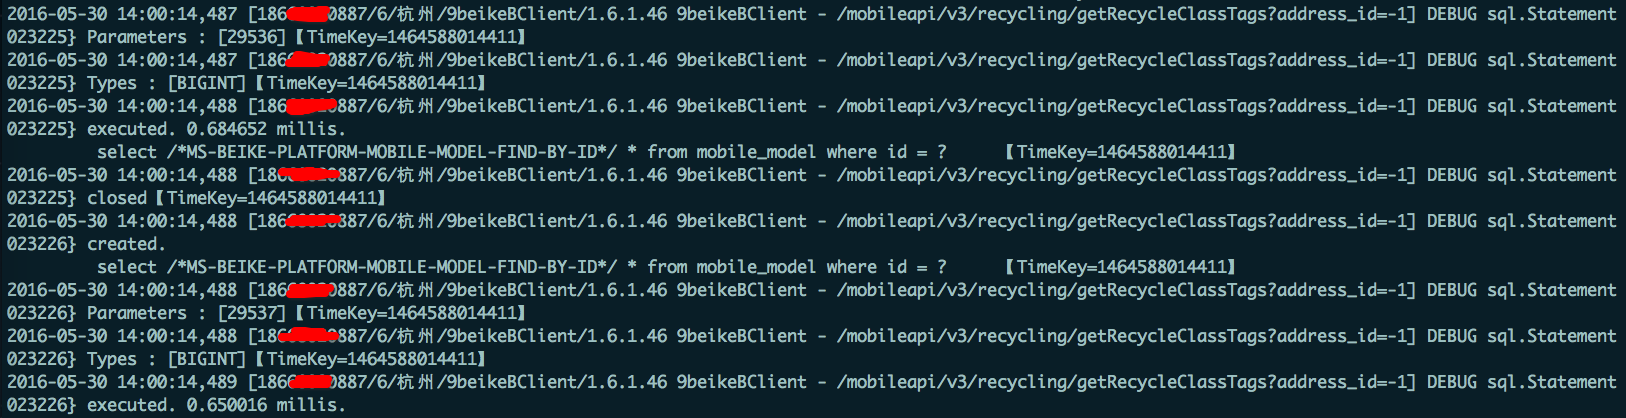 2016-05-30 14:00:14,487 [186 0887/6/杭州/9beikeBClient/1.6.1.46 9beikeBClient - /mobileapi/v3/recycling/getRecycleClassTags?address_id=-1] DEBUG sql.Statement
023225} Parameters : [29536]【TimeKey=1464588014411】
2016-05-30 14:00:14,487 [186 0887/6/杭州/9beikeBClient/1.6.1.46 9beikeBClient - /mobileapi/v3/recycling/getRecycleClassTags?address_id=-1] DEBUG sql.Statement
023225} Types : [BIGINT]【TimeKey=1464588014411】
2016-05-30 14:00:14,488 [186 0887/6/杭州/9beikeBClient/1.6.1.46 9beikeBClient - /mobileapi/v3/recycling/getRecycleClassTags?address_id=-1] DEBUG sql.Statement
023225} executed. 0.684652 millis.
select /*MS-BEIKE-PLATFORM-MOBILE-MODEL-FIND-BY-ID*/ * from mobile_model where id = ? 【TimeKey=1464588014411】
2016-05-30 14:00:14,488 [18 887/6/杭州/9beikeBClient/1.6.1.46 9beikeBClient - /mobileapi/v3/recycling/getRecycleClassTags?address_id=-1] DEBUG sql.Statement
023225} closed【TimeKey=1464588014411】
2016-05-30 14:00:14,488 [186 887/6/杭州/9beikeBClient/1.6.1.46 9beikeBClient - /mobileapi/v3/recycling/getRecycleClassTags?address_id=-1] DEBUG sql.Statement
023226} created.
select /*MS-BEIKE-PLATFORM-MOBILE-MODEL-FIND-BY-ID*/ * from mobile_model where id = ? 【TimeKey=1464588014411】
2016-05-30 14:00:14,488 [186 0887/6/杭州/9beikeBClient/1.6.1.46 9beikeBClient - /mobileapi/v3/recycling/getRecycleClassTags?address_id=-1] DEBUG sql.Statement
023226} Parameters : [29537]【TimeKey=1464588014411】
2016-05-30 14:00:14,488 [18 887/6/杭州/9beikeBClient/1.6.1.46 9beikeBClient - /mobileapi/v3/recycling/getRecycleClassTags?address_id=-1] DEBUG sql.Statement
023226} Types : [BIGINT]【TimeKey=1464588014411】
2016-05-30 14:00:14,489 [186 0887/6/杭州/9beikeBClient/1.6.1.46 9beikeBClient - /mobileapi/v3/recycling/getRecycleClassTags?address_id=-1] DEBUG sql.Statement
023226} executed. 0.650016 millis.